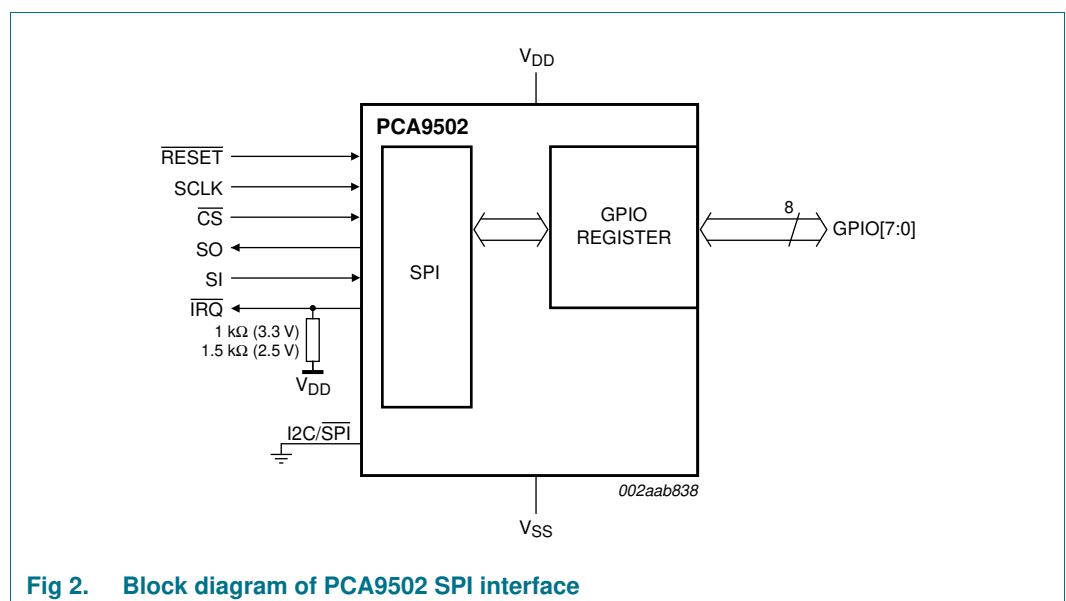 VDD
PCA9502
RESET
SCLK
CS
SO
SI
IRQ
1 kΩ (3.3 V)
1.5 kΩ (2.5 V)
VDD
I2C/SPI
SPI
GPIO
REGISTER
8
GPIO[7:0]
002aab838
VSS
Fig 2. Block diagram of PCA9502 SPI interface